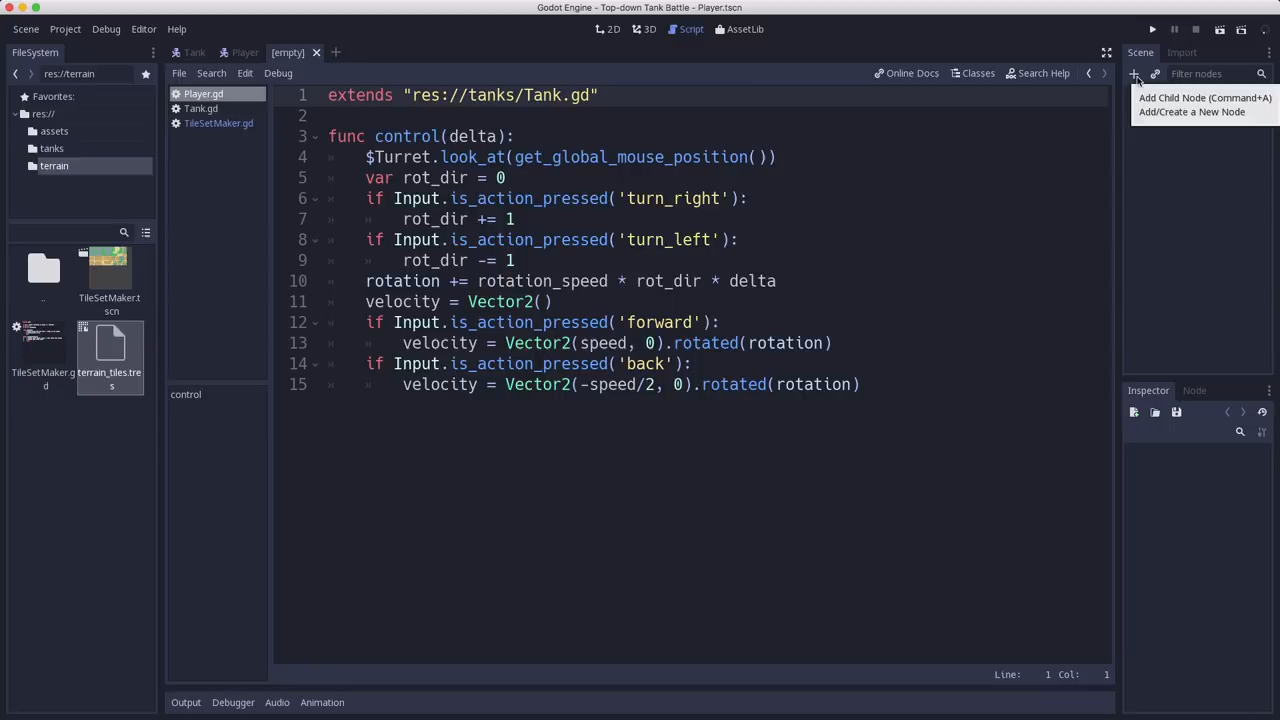 Godot Engine - Top-down Tank Battle - Player.tscn
Scene Project Debug Editor Help
2D 3D Script AssetLib
FileSystem
Tank Player [empty]
Scene Import
res://terrain
File Search Edit Debug
Online Docs Classes Search Help
Filter nodes
Add Child Node (Command+A)
Add/Create a New Node
Favorites:
res://
assets
tanks
terrain
..
TileSetMaker.t
scn
TileSetMaker.g
d
terrain_tiles.tre
s
Player.gd
Tank.gd
TileSetMaker.gd
control
1 extends "res://tanks/Tank.gd"
2
3 func control(delta):
4 $Turret.look_at(get_global_mouse_position())
5 var rot_dir = 0
6 if Input.is_action_pressed('turn_right'):
7 rot_dir += 1
8 if Input.is_action_pressed('turn_left'):
9 rot_dir -= 1
10 rotation += rotation_speed * rot_dir * delta
11 velocity = Vector2()
12 if Input.is_action_pressed('forward'):
13 velocity = Vector2(speed, 0).rotated(rotation)
14 if Input.is_action_pressed('back'):
15 velocity = Vector2(-speed/2, 0).rotated(rotation)
Line: 1 Col: 1
Inspector Node
Output Debugger Audio Animation